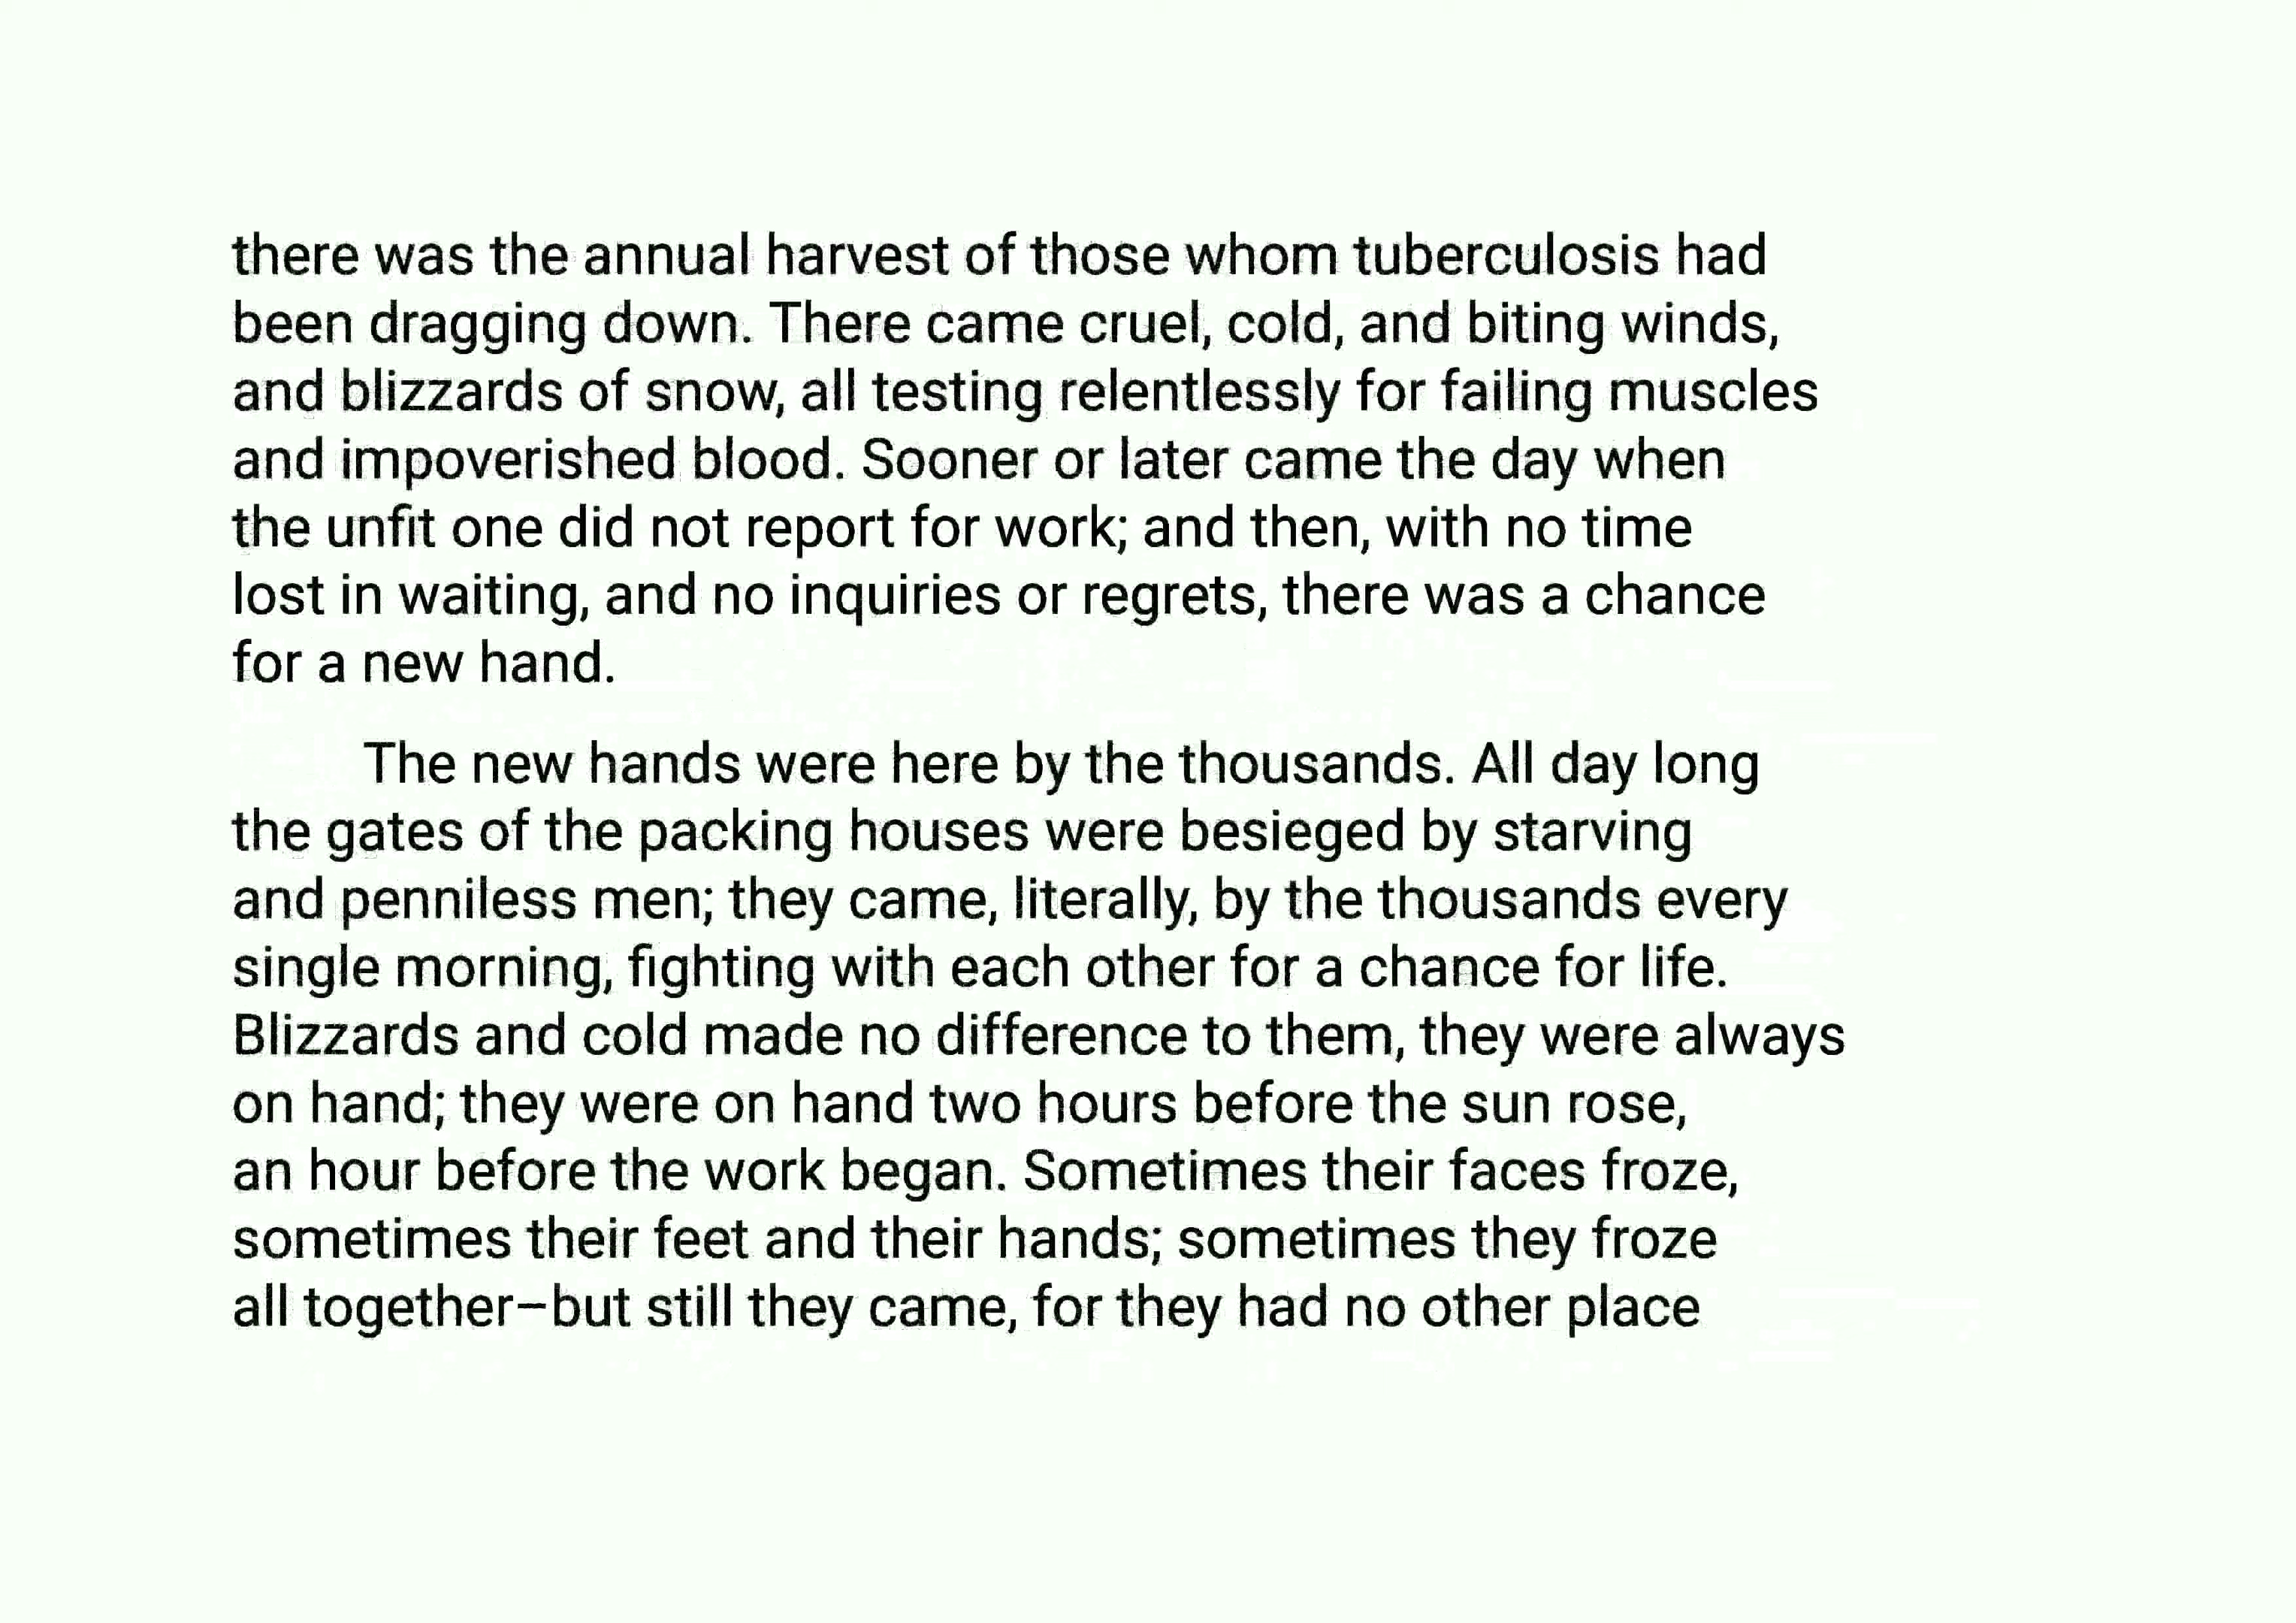 there was the annual harvest of those whom tuberculosis had
been dragging down. There came cruel, cold, and biting winds,
and blizzards of snow, all testing relentlessly for failing muscles
and impoverished blood. Sooner or later came the day when
the unfit one did not report for work; and then, with no time
lost in waiting, and no inquiries or regrets, there was a chance
for a new hand.
The new hands were here by the thousands. All day long
the gates of the packing houses were besieged by starving
and penniless men; they came, literally, by the thousands every
single morning, fighting with each other for a chance for life.
Blizzards and cold made no difference to them, they were always
on hand; they were on hand two hours before the sun rose,
an hour before the work began. Sometimes their faces froze,
sometimes their feet and their hands; sometimes they froze
all together—but still they came, for they had no other place